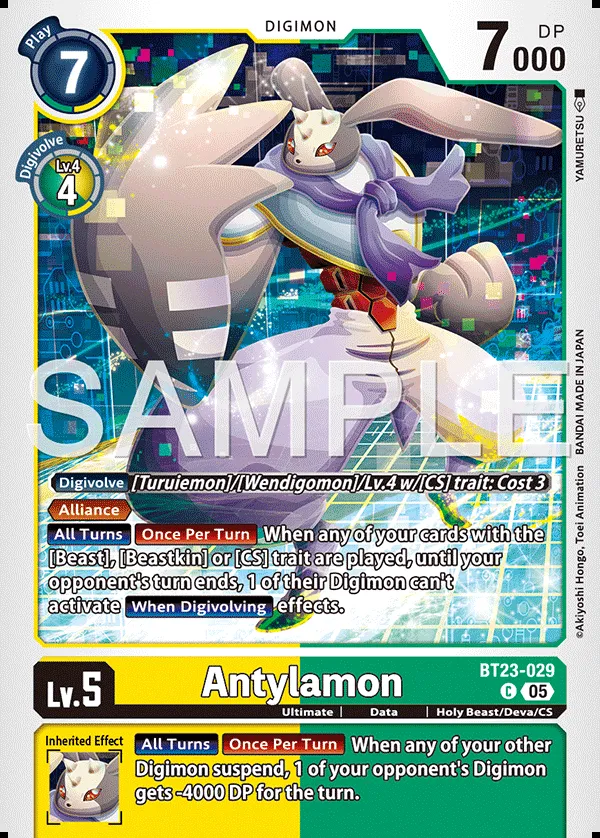 DIGIMON
Play
7
7000
DP
Digivolve
Lv.4
4
YAMURETSU
SAMPLE
©Akiyoshi Hongo, Toei Animation BANDAI MADE IN JAPAN
Digivolve [Turuiemon]/[Wendigomon]/Lv.4 w/[CS] trait: Cost 3
Alliance
All Turns Once Per Turn When any of your cards with the
[Beast], [Beastkin] or [CS] trait are played, until your
opponent's turn ends, 1 of their Digimon can't
activate When Digivolving effects.
Lv.5
Antylamon
BT23-029
C 05
Ultimate | Data | Holy Beast/Deva/CS
Inherited Effect
All Turns Once Per Turn When any of your other
Digimon suspend, 1 of your opponent's Digimon
gets -4000 DP for the turn.